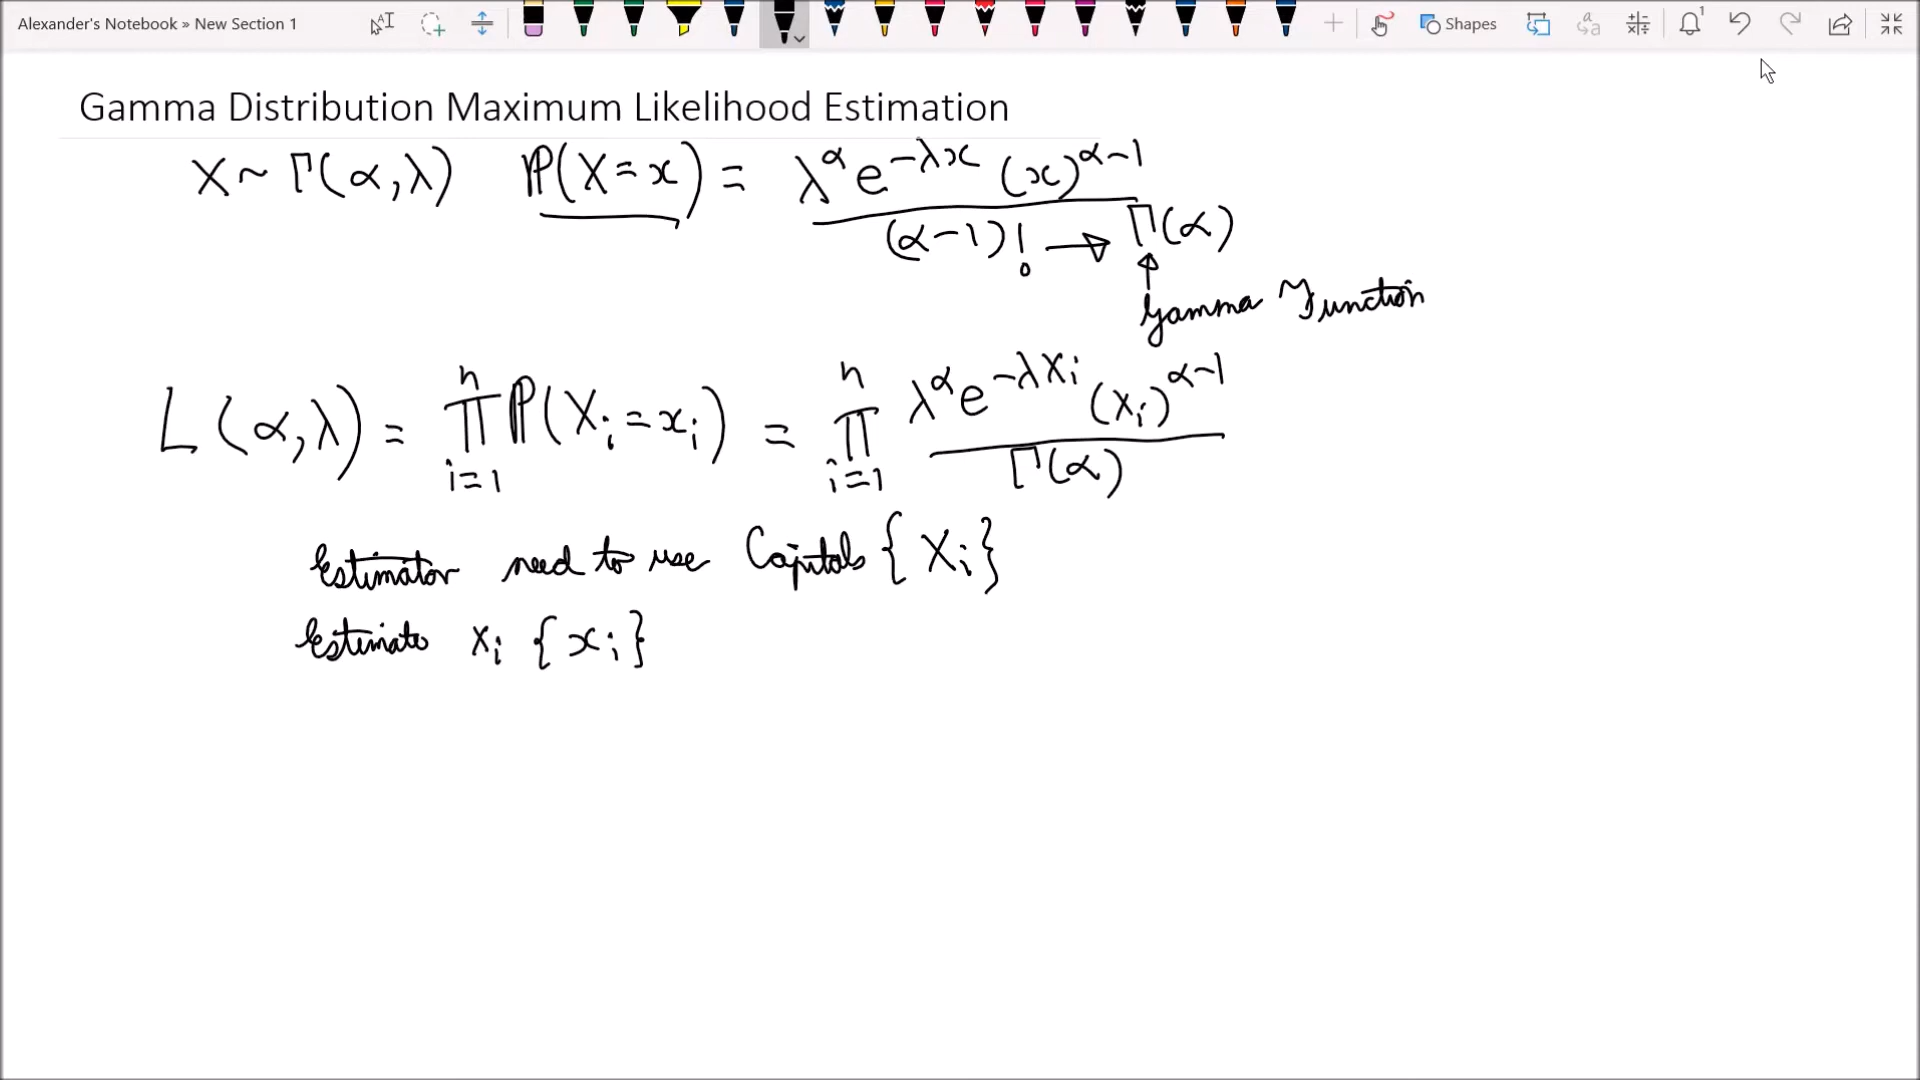 Alexander's Notebook » New Section 1
Shapes
1
Gamma Distribution Maximum Likelihood Estimation
X ~ Γ(α, λ) ℙ(X = x) = λ^α e^{-λx} (x)^{α-1} / (α-1)! → Γ(α)
Gamma Function
L(α, λ) = ∏_{i=1}^{n} ℙ(X_i = x_i) = ∏_{i=1}^{n} λ^α e^{-λX_i} (X_i)^{α-1} / Γ(α)
Estimator need to use Capitals { X_i }
Estimate x_i { x_i }